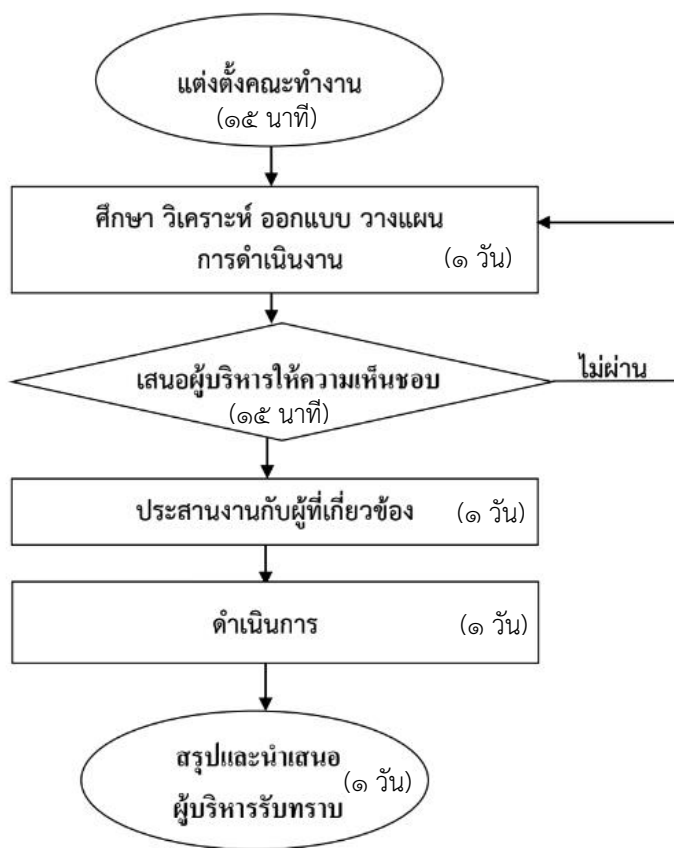 แต่งตั้งคณะทำงาน
(๑๕ นาที)
ศึกษา วิเคราะห์ ออกแบบ วางแผน
การดำเนินงาน (๑ วัน)
เสนอผู้บริหารให้ความเห็นชอบ
(๑๕ นาที)
ไม่ผ่าน
ประสานงานกับผู้ที่เกี่ยวข้อง (๑ วัน)
ดำเนินการ (๑ วัน)
สรุปและนำเสนอ
(๑ วัน)
ผู้บริหารรับทราบ